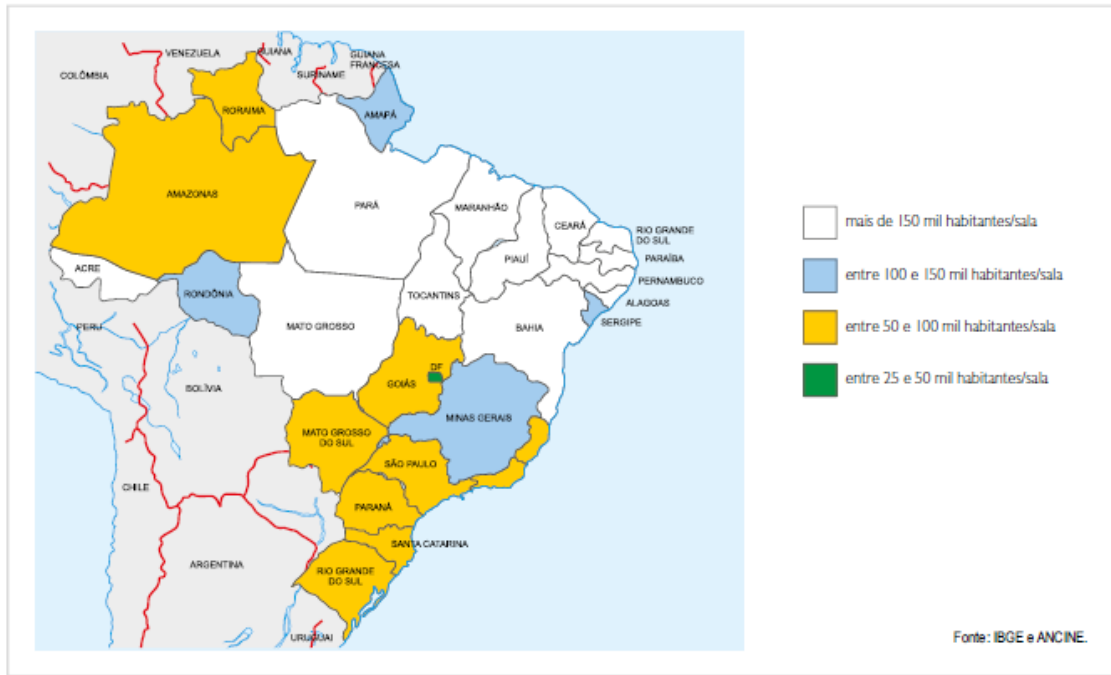 VENEZUELA
GUIANA
GUIANA
FRANCESA
COLÔMBIA
SURINAME
RORAIMA
AMAPÁ
AMAZONAS
PARÁ
MARANHÃO
CEARÁ
RIO GRANDE
DO SUL
PIAUÍ
PARAÍBA
ACRE
PERNAMBUCO
RONDÔNIA
TOCANTINS
ALAGOAS
MATO GROSSO
BAHIA
SERGIPE
PERU
BOLÍVIA
GOIÁS
DF
MINAS GERAIS
MATO GROSSO
DO SUL
SÃO PAULO
CHILE
PARANÁ
SANTA CATARINA
ARGENTINA
RIO GRANDE
DO SUL
URUGUAI
mais de 150 mil habitantes/sala
entre 100 e 150 mil habitantes/sala
entre 50 e 100 mil habitantes/sala
entre 25 e 50 mil habitantes/sala
Fonte: IBGE e ANCINE.